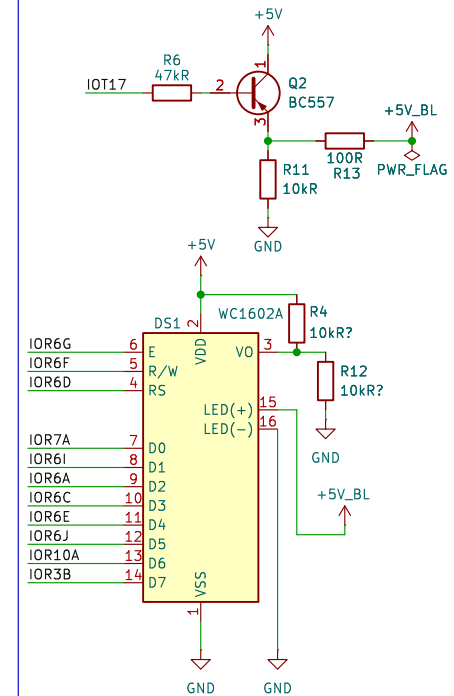 +5V
R6
47kR
IOT17
2
1
Q2
BC557
3
+5V_BL
100R
R13
PWR_FLAG
R11
10kR
GND
+5V
DS1
2
WC1602A
R4
10kR?
VDD
IOR6G 6 E
VO 3
IOR6F 5 R/W
IOR6D 4 RS
R12
10kR?
LED(+) 15
LED(-) 16
GND
IOR7A 7 D0
IOR6I 8 D1
IOR6A 9 D2
IOR6C 10 D3
IOR6E 11 D4
IOR6J 12 D5
IOR10A 13 D6
IOR3B 14 D7
+5V_BL
VSS
1
GND
GND